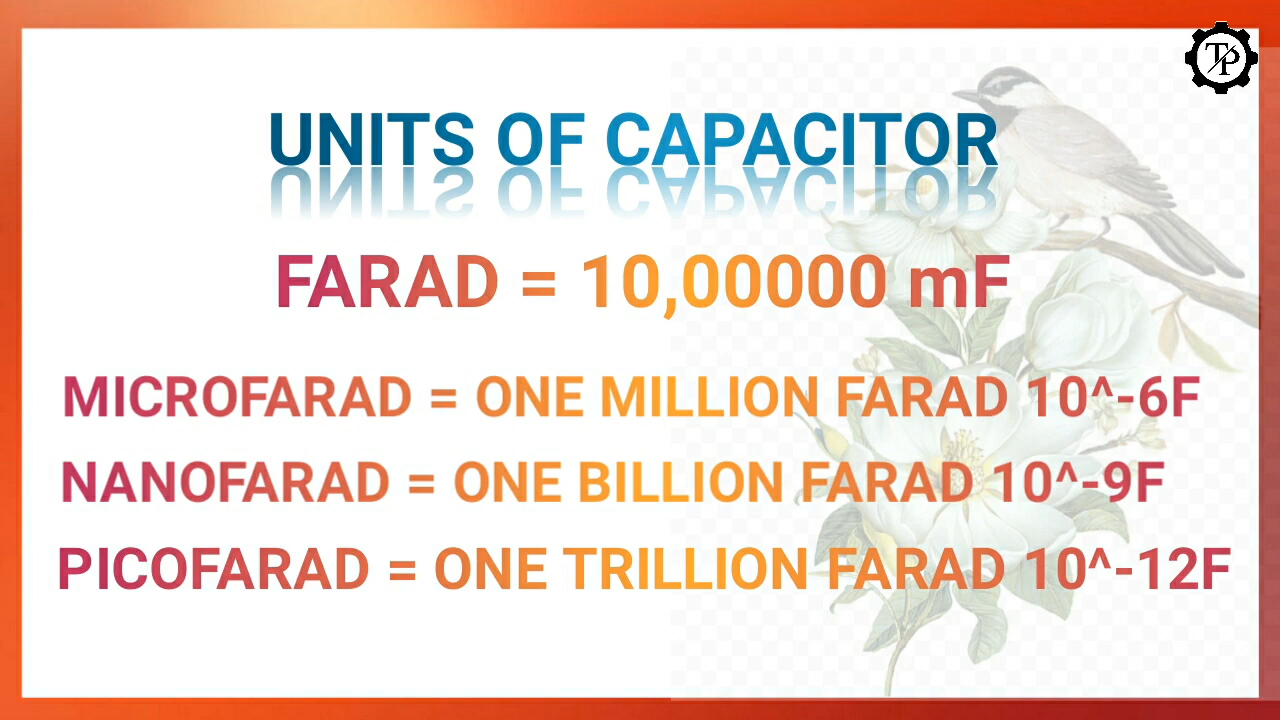 TP
UNITS OF CAPACITOR
FARAD = 10,00000 mF
MICROFARAD = ONE MILLION FARAD 10^-6F
NANOFARAD = ONE BILLION FARAD 10^-9F
PICOFARAD = ONE TRILLION FARAD 10^-12F